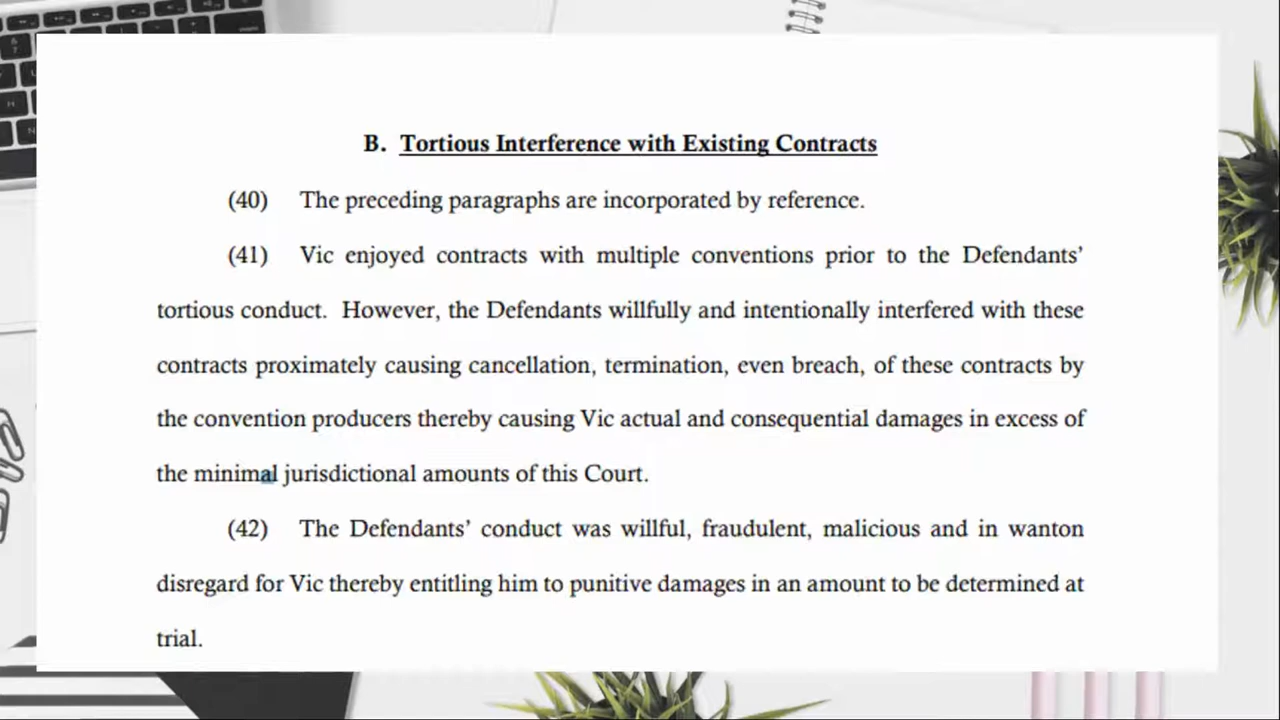 B. Tortious Interference with Existing Contracts
(40) The preceding paragraphs are incorporated by reference.
(41) Vic enjoyed contracts with multiple conventions prior to the Defendants’
tortious conduct. However, the Defendants willfully and intentionally interfered with these
contracts proximately causing cancellation, termination, even breach, of these contracts by
the convention producers thereby causing Vic actual and consequential damages in excess of
the minimal jurisdictional amounts of this Court.
(42) The Defendants’ conduct was willful, fraudulent, malicious and in wanton
disregard for Vic thereby entitling him to punitive damages in an amount to be determined at
trial.